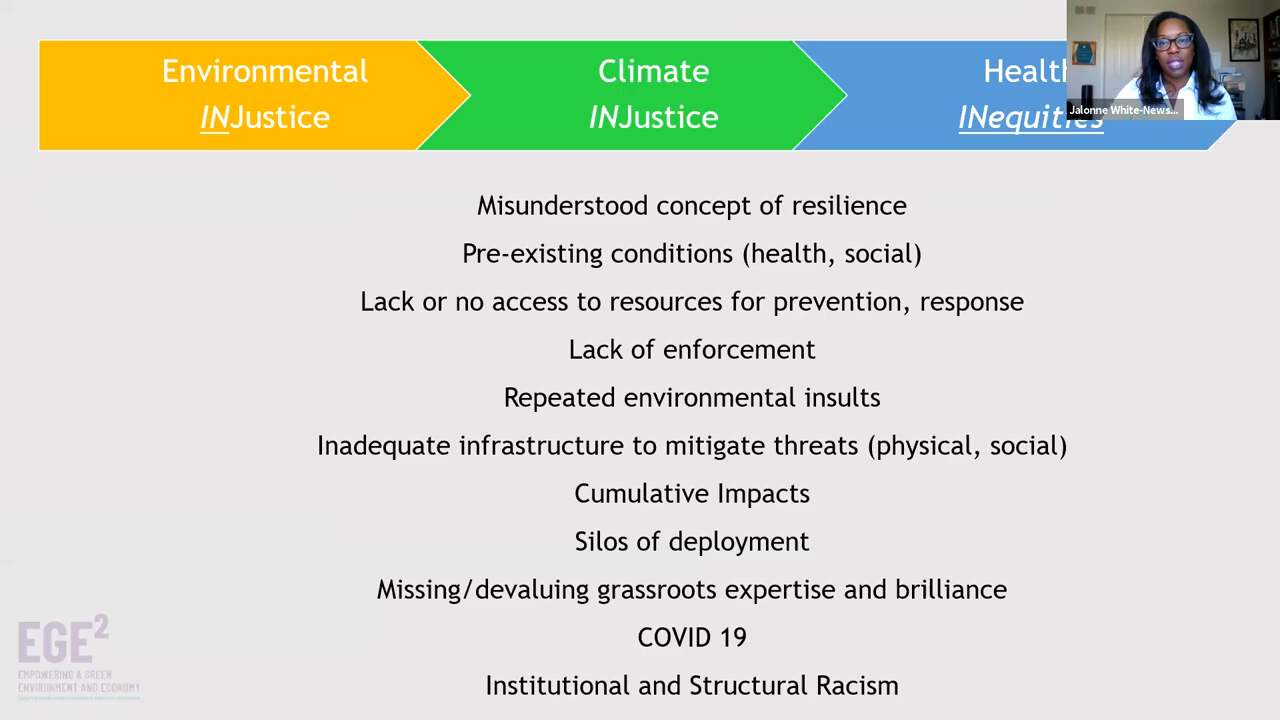 Environmental
INJustice
Climate
INJustice
Health
INequities
Jalonne White-News...
Misunderstood concept of resilience
Pre-existing conditions (health, social)
Lack or no access to resources for prevention, response
Lack of enforcement
Repeated environmental insults
Inadequate infrastructure to mitigate threats (physical, social)
Cumulative Impacts
Silos of deployment
Missing/devaluing grassroots expertise and brilliance
COVID 19
Institutional and Structural Racism
EGE²
EMPOWERING A GREEN
ENVIRONMENT AND ECONOMY